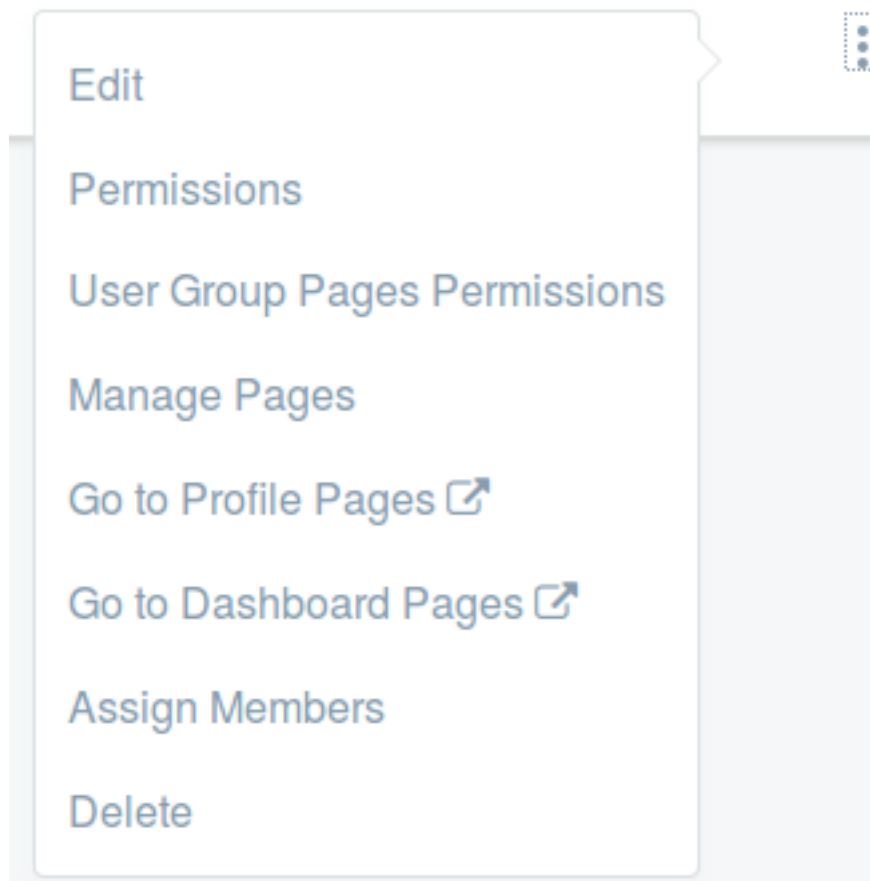 Edit
Permissions
User Group Pages Permissions
Manage Pages
Go to Profile Pages
Go to Dashboard Pages
Assign Members
Delete